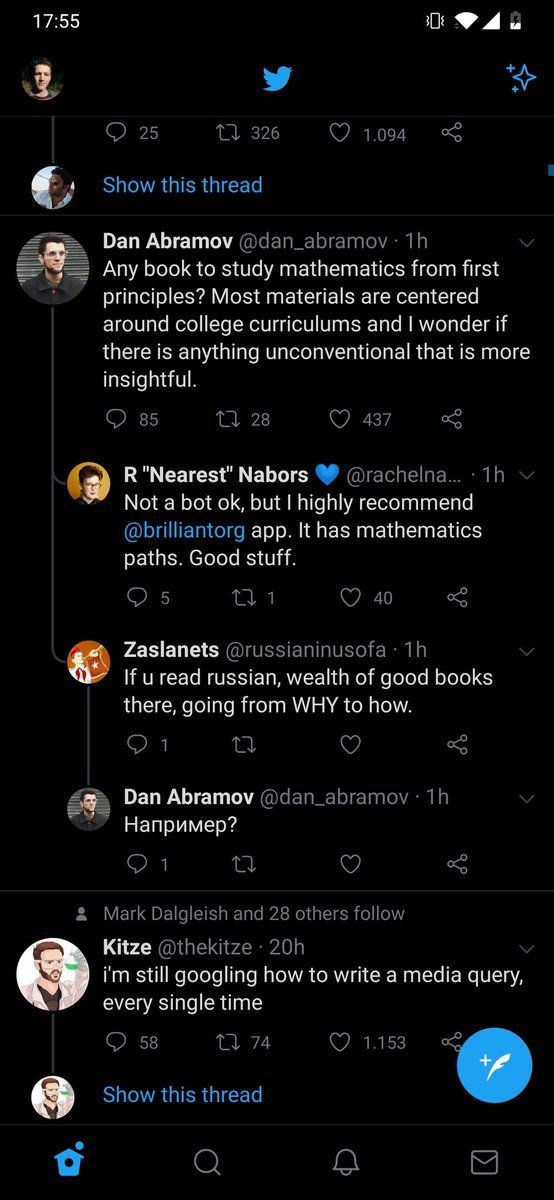 17:55
25 326 1.094
Show this thread
Dan Abramov @dan_abramov · 1h
Any book to study mathematics from first
principles? Most materials are centered
around college curriculums and I wonder if
there is anything unconventional that is more
insightful.
85 28 437
R "Nearest" Nabors 💙 @rachelna... · 1h
Not a bot ok, but I highly recommend
@brilliantorg app. It has mathematics
paths. Good stuff.
5 1 40
Zaslanets @russianinusofa · 1h
If u read russian, wealth of good books
there, going from WHY to how.
1
Dan Abramov @dan_abramov · 1h
Например?
1
Mark Dalgleish and 28 others follow
Kitze @thekitze · 20h
i'm still googling how to write a media query,
every single time
58 74 1.153
Show this thread